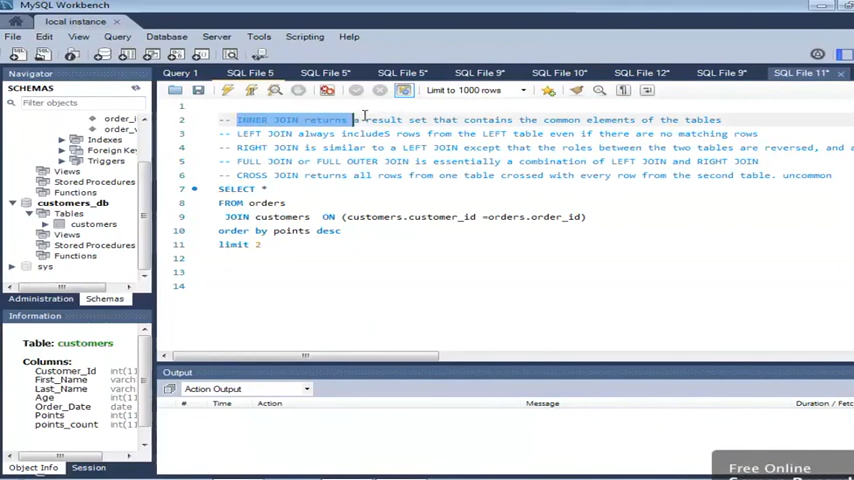 MySQL Workbench
local instance
File Edit View Query Database Server Tools Scripting Help
Navigator
Query 1 SQL File 5 SQL File 5* SQL File 5* SQL File 9* SQL File 9* SQL File 9* SQL File 11*
SCHEMAS
Limit to 1000 rows
Filter objects
order_i
order_v
Indexes
Foreign Key
Triggers
Views
Stored Procedures
Functions
customers_db
Tables
customers
Views
Stored Procedures
Functions
sys
Administration Schemas
Information
Table: customers
Columns:
Customer_Id int(11
First_Name varch
Last_Name varch
Age int(11
Order_Date date
Points int(11
points_count int(11
Object Info Session
1
2 -- INNER JOIN returns a result set that contains the common elements of the tables
3 -- LEFT JOIN always includeS rows from the LEFT table even if there are no matching rows
4 -- RIGHT JOIN is similar to a LEFT JOIN except that the roles between the two tables are reversed, and a
5 -- FULL JOIN or FULL OUTER JOIN is essentially a combination of LEFT JOIN and RIGHT JOIN
6 -- CROSS JOIN returns all rows from one table crossed with every row from the second table. uncommon
7 SELECT *
8 FROM orders
9 JOIN customers ON (customers.customer_id =orders.order_id)
10 order by points desc
11 limit 2
12
13
14
Output
Action Output
# Time Action Message Duration / Fetc
Free Online